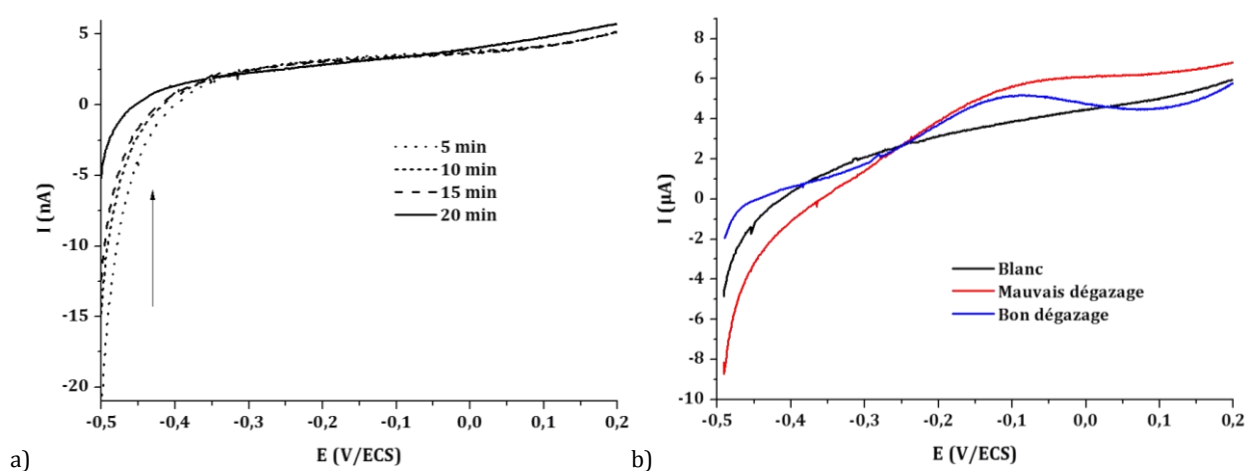 5
0
-5
-10
-15
-20
I (nA)
-0,5 -0,4 -0,3 -0,2 -0,1 0,0 0,1 0,2
E (V/ECS)
5 min
10 min
15 min
20 min
a)
8
6
4
2
0
-2
-4
-6
-8
-10
I (µA)
-0,5 -0,4 -0,3 -0,2 -0,1 0,0 0,1 0,2
E (V/ECS)
Blanc
Mauvais dégazage
Bon dégazage
b)